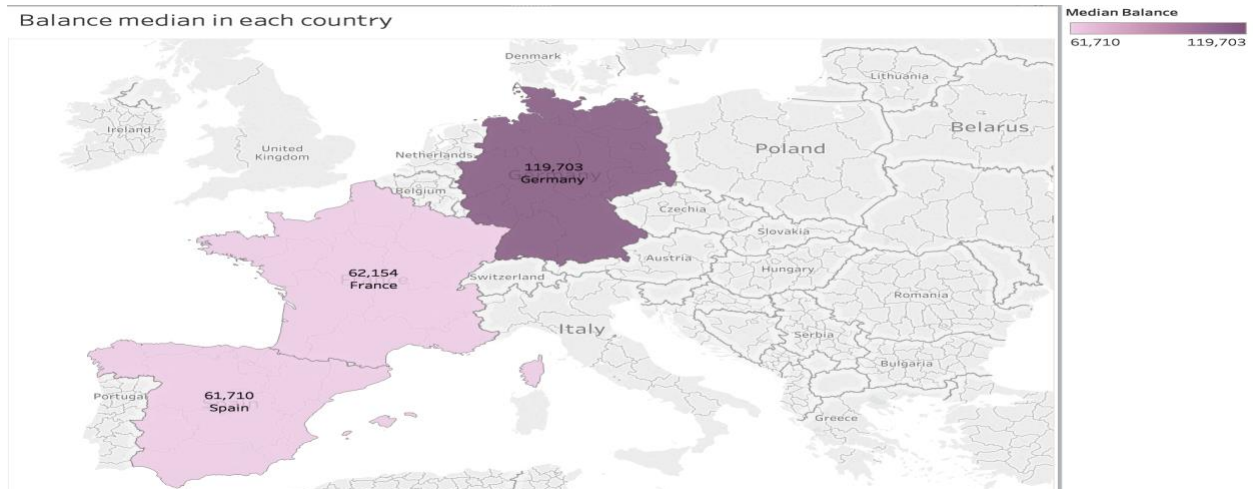 Balance median in each country
Median Balance
61,710 119,703
Denmark
Lithuania
Ireland
Belarus
United
Kingdom
Poland
Netherlands
119,703
Germany
Germany
Belgium
Czechia
Slovakia
Austria
Hungary
Switzerland
62,154
France
Romania
Italy
Serbia
Bulgaria
Portugal
61,710
Spain
Greece